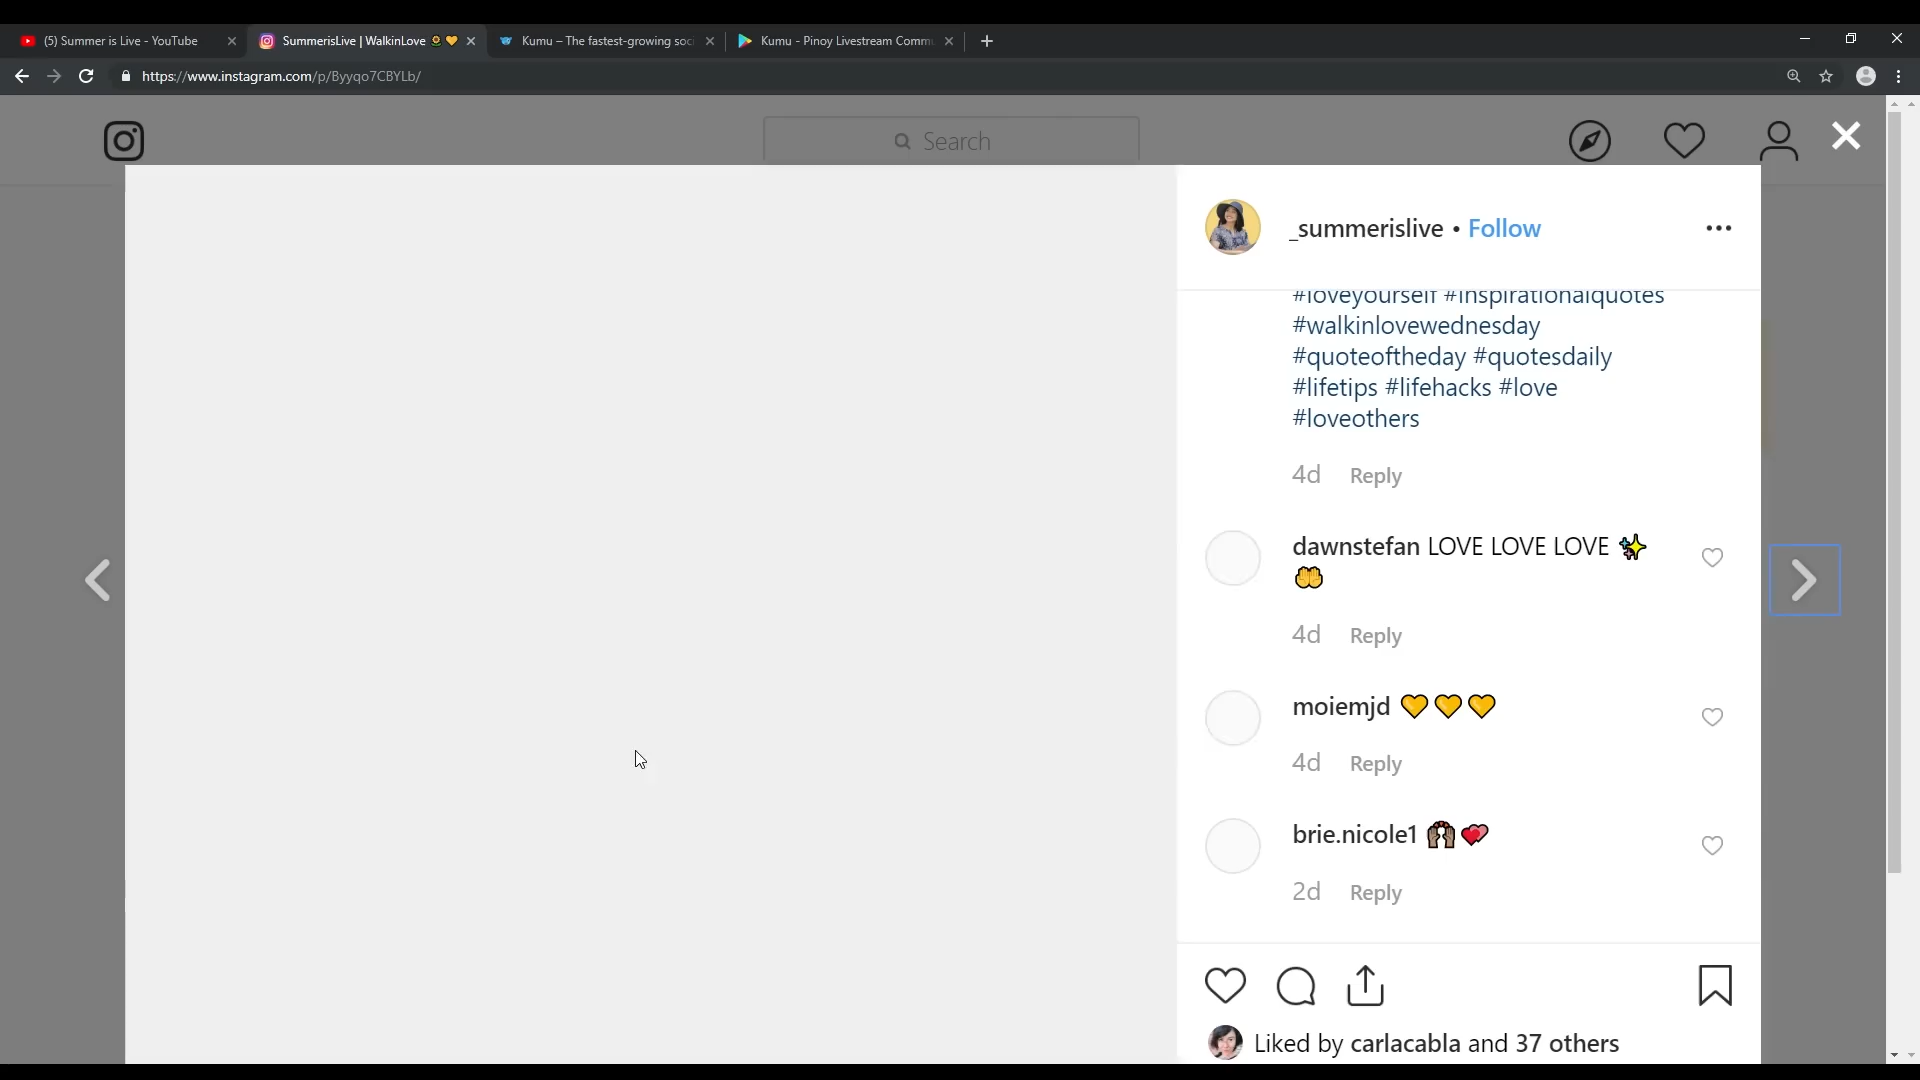 (5) Summer is Live - YouTube
SummerisLive | WalkinLove 🌻💛
Kumu – The fastest-growing soc
Kumu - Pinoy Livestream Commu
https://www.instagram.com/p/Byyqo7CBYLb/
Search
_summerislive • Follow
#loveyourself #inspirationalquotes
#walkinlovewednesday
#quoteoftheday #quotesdaily
#lifetips #lifehacks #love
#loveothers
4d Reply
dawnstefan LOVE LOVE LOVE ✨
🤲
4d Reply
moiemjd 💛💛💛
4d Reply
brie.nicole1 🙌🏽💕
2d Reply
Liked by carlacabla and 37 others